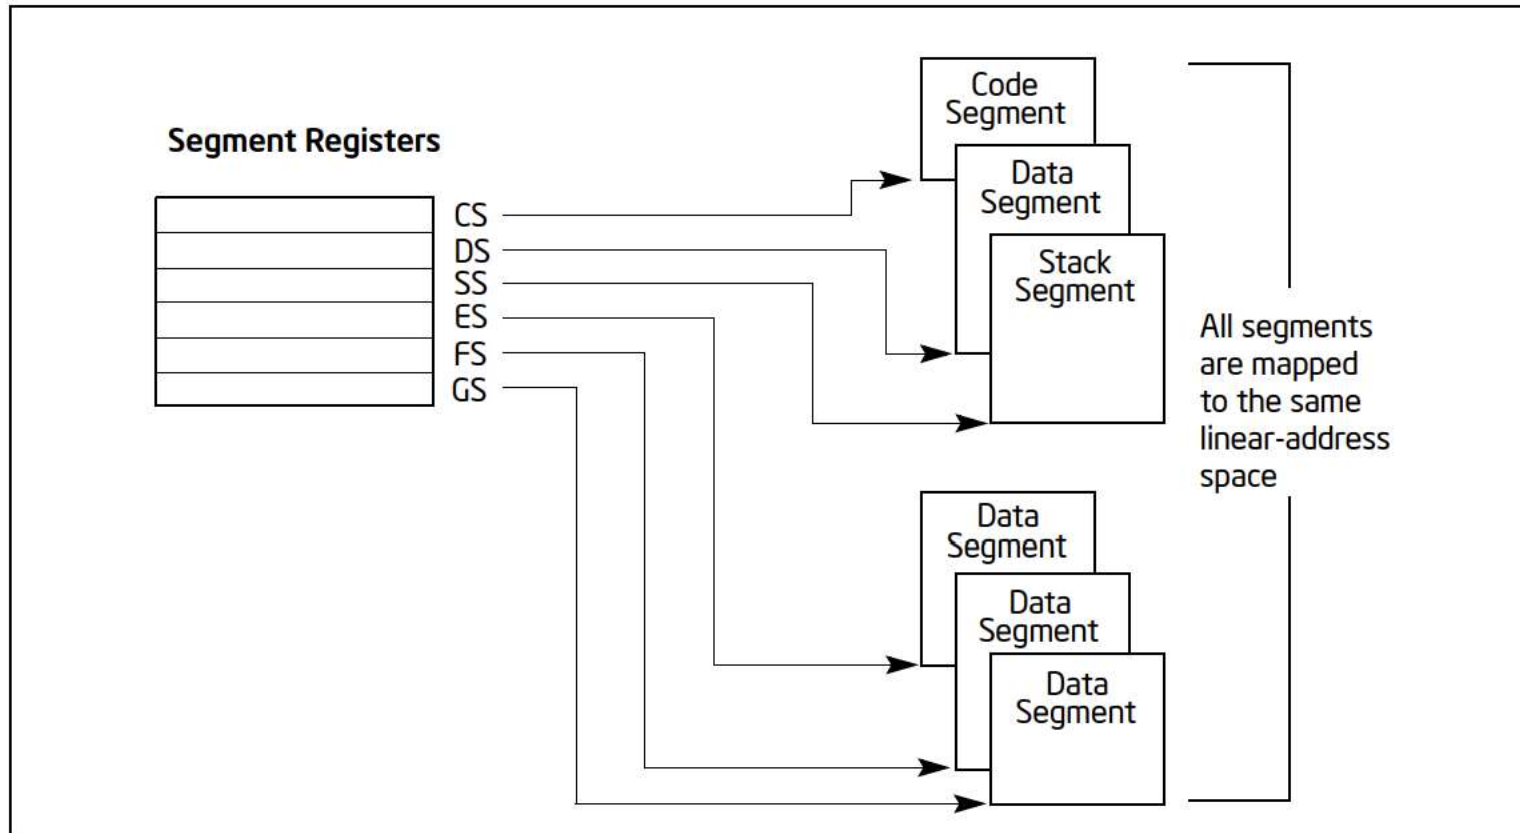 Segment Registers
CS
DS
SS
ES
FS
GS
Code
Segment
Data
Segment
Stack
Segment
Data
Segment
Data
Segment
Data
Segment
All segments
are mapped
to the same
linear-address
space